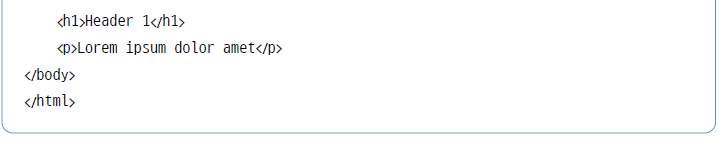 <h1>Header 1</h1>
<p>Lorem ipsum dolor amet</p>
</body>
</html>